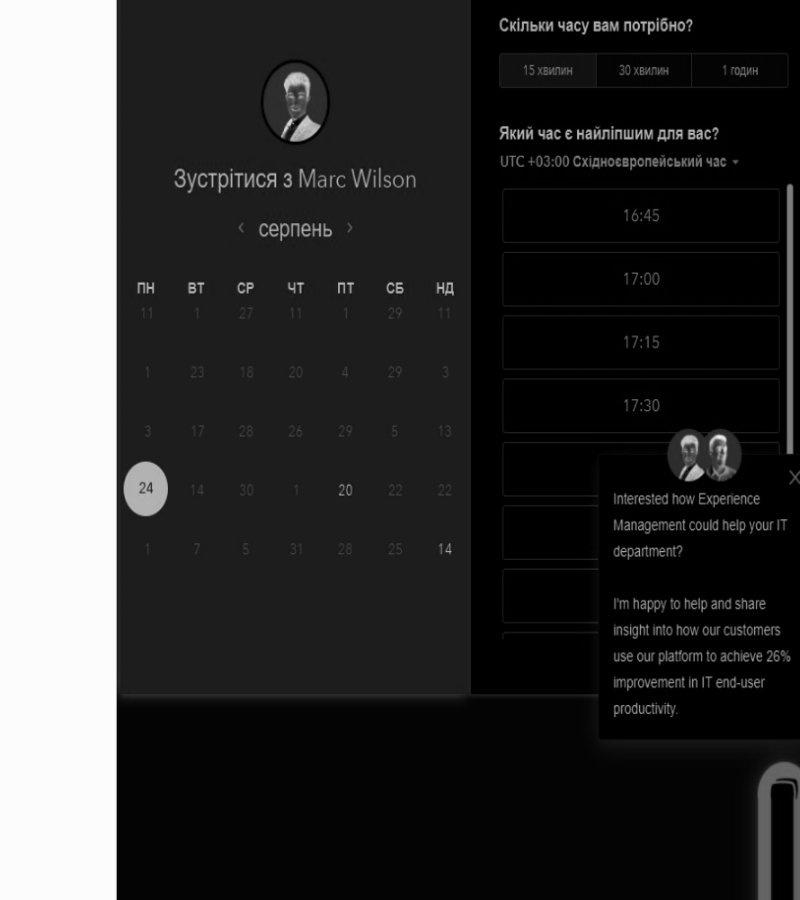 Зустрітися з Marc Wilson
серпень
ПН ВТ СР ЧТ ПТ СБ НД
11 1 27 11 1 29 11
1 23 18 20 4 29 3
3 17 28 26 29 5 13
24 14 30 1 20 22 22
1 7 5 31 28 25 14
Скільки часу вам потрібно?
15 хвилин 30 хвилин 1 годин
Який час є найліпшим для вас?
UTC +03:00 Східноєвропейський час
16:45
17:00
17:15
17:30
Interested how Experience
Management could help your IT
department?
I'm happy to help and share
insight into how our customers
use our platform to achieve 26%
improvement in IT end-user
productivity.